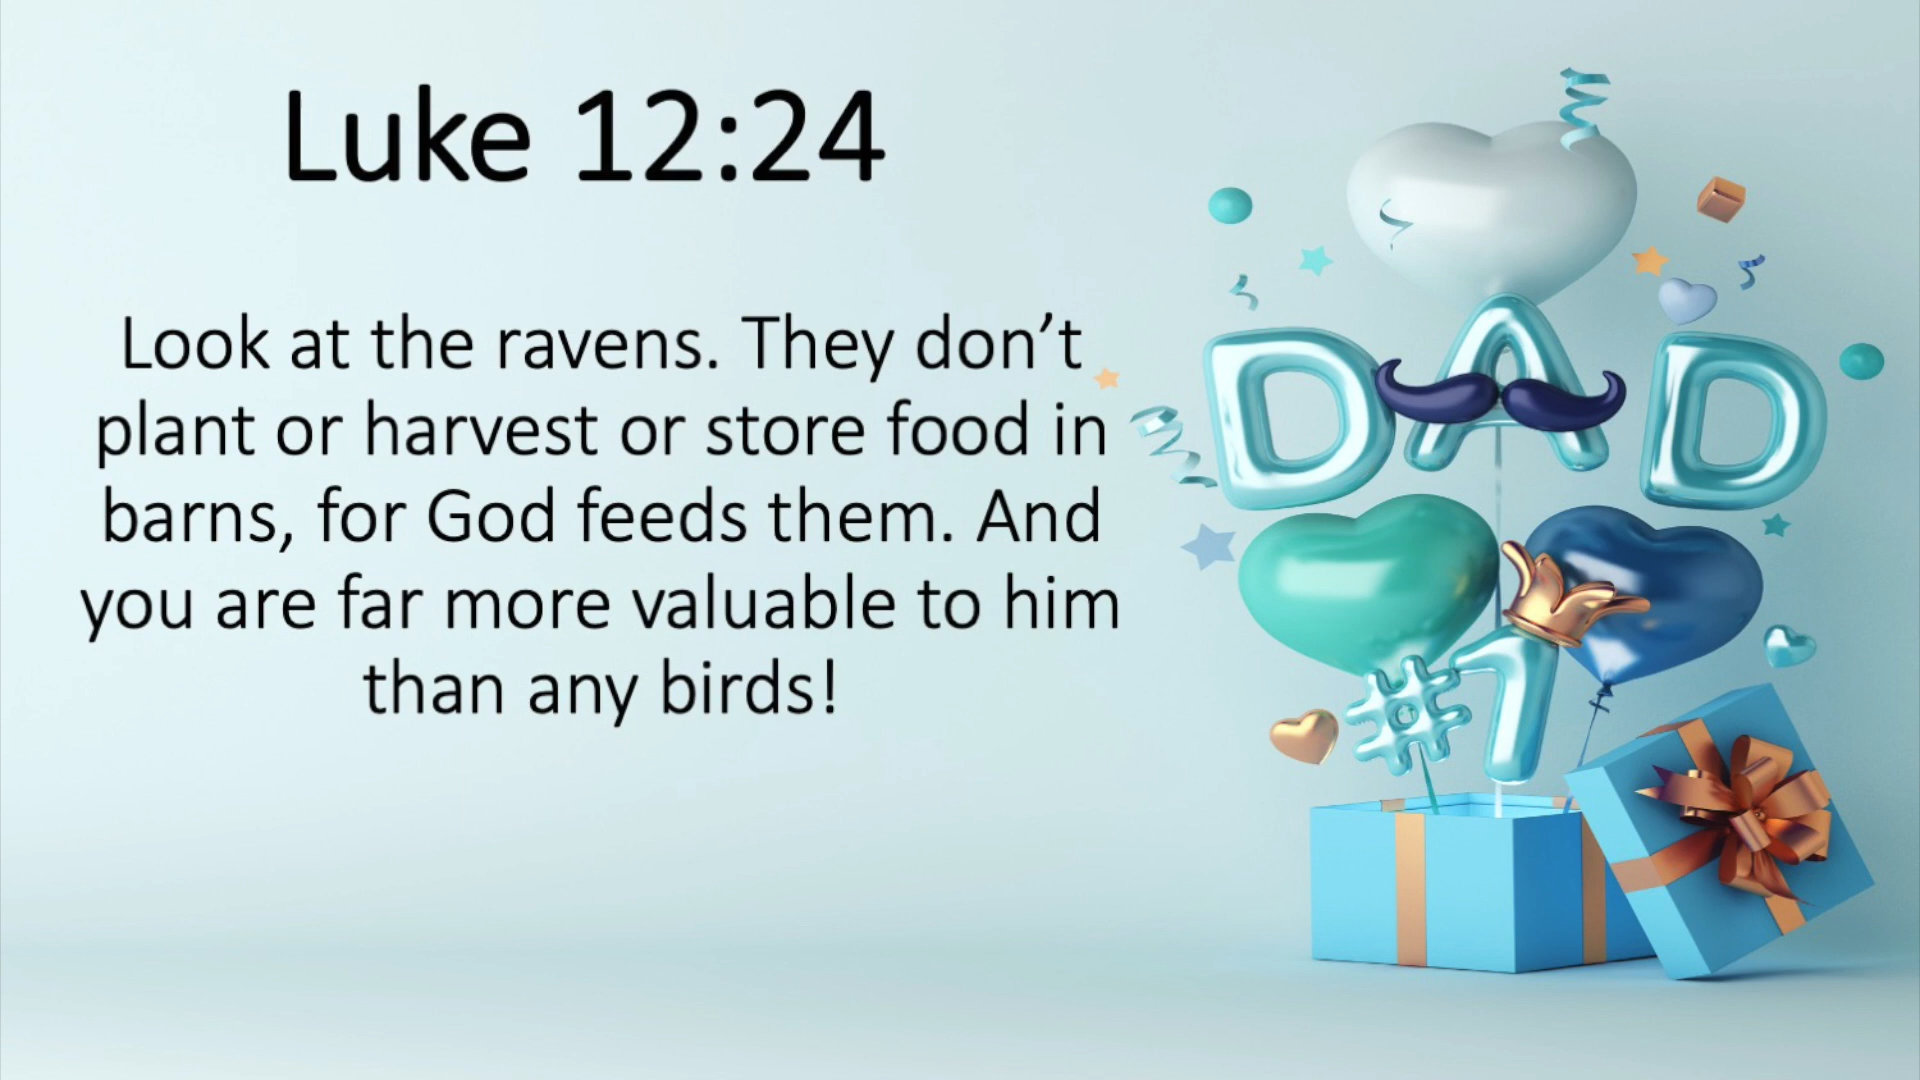 Luke 12:24
Look at the ravens. They don’t
plant or harvest or store food in
barns, for God feeds them. And
you are far more valuable to him
than any birds!
DAD
#1